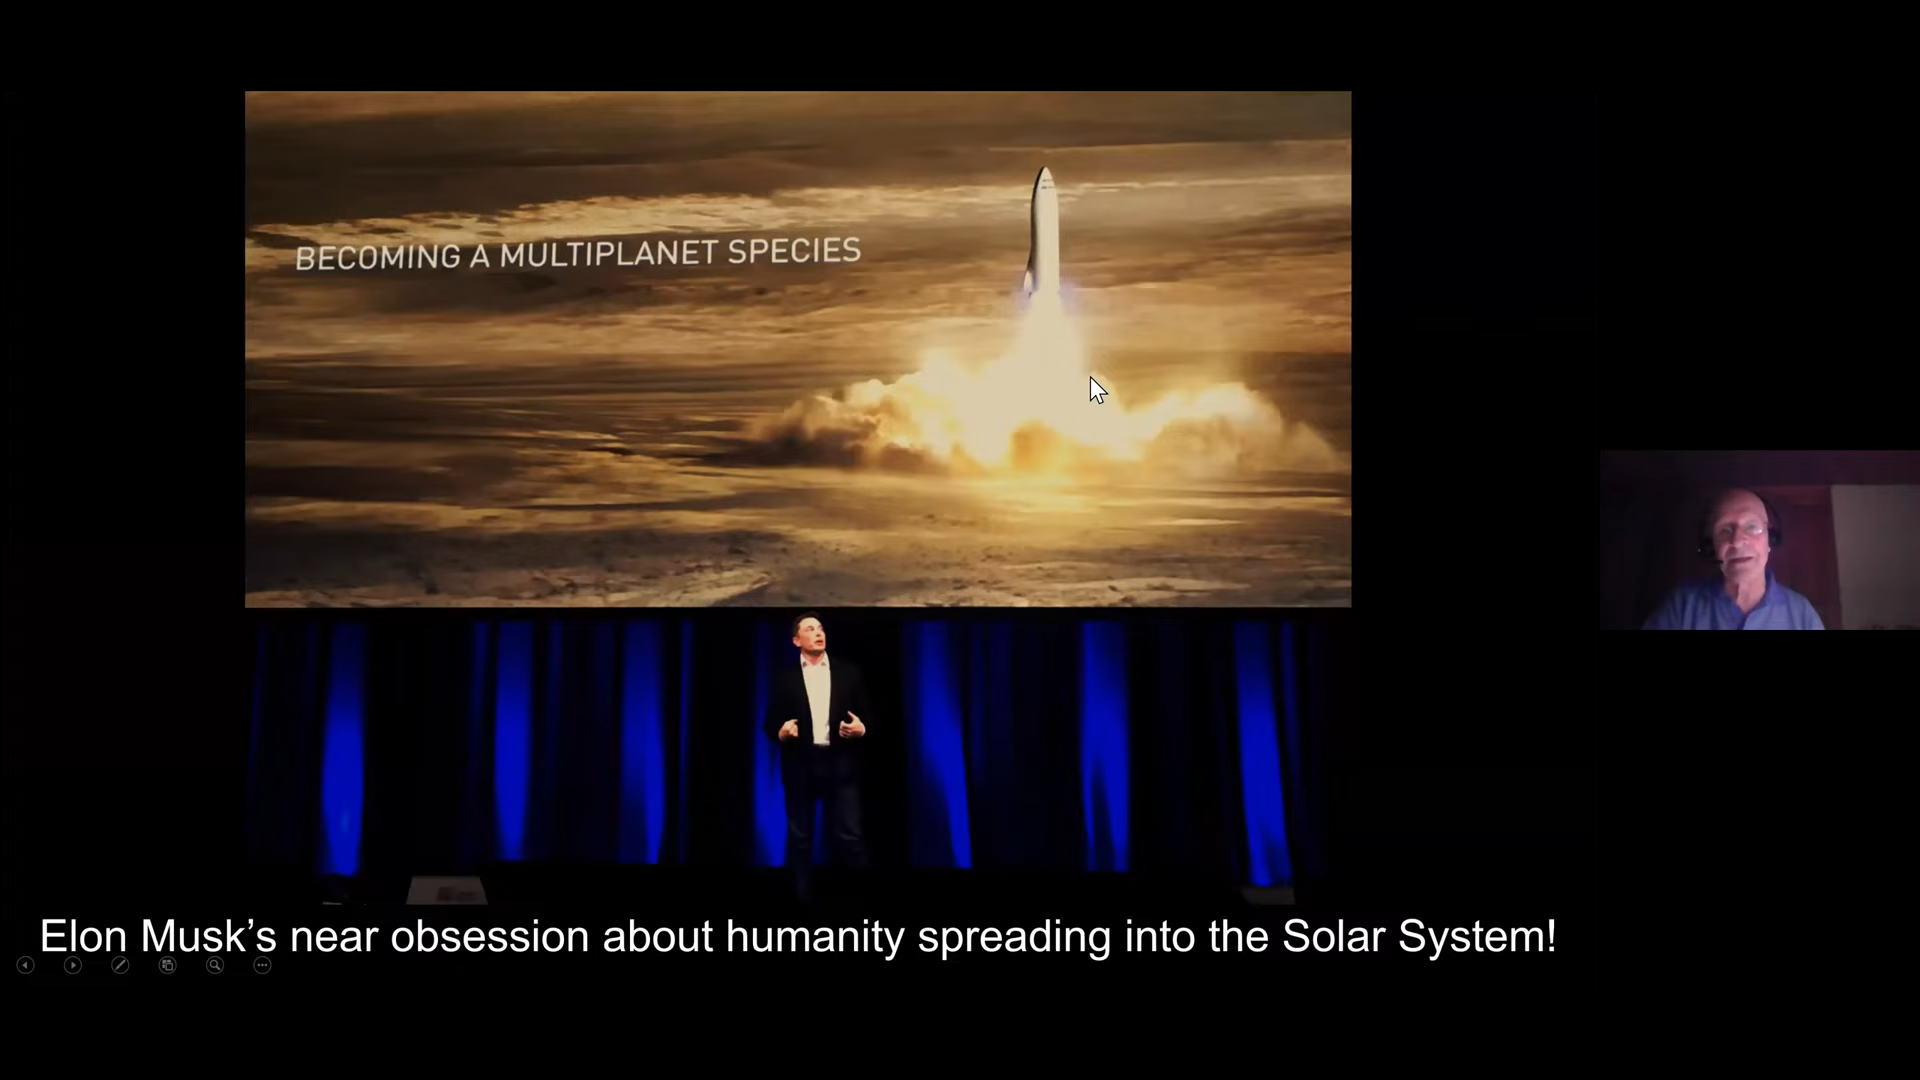 BECOMING A MULTIPLANET SPECIES
Elon Musk’s near obsession about humanity spreading into the Solar System!